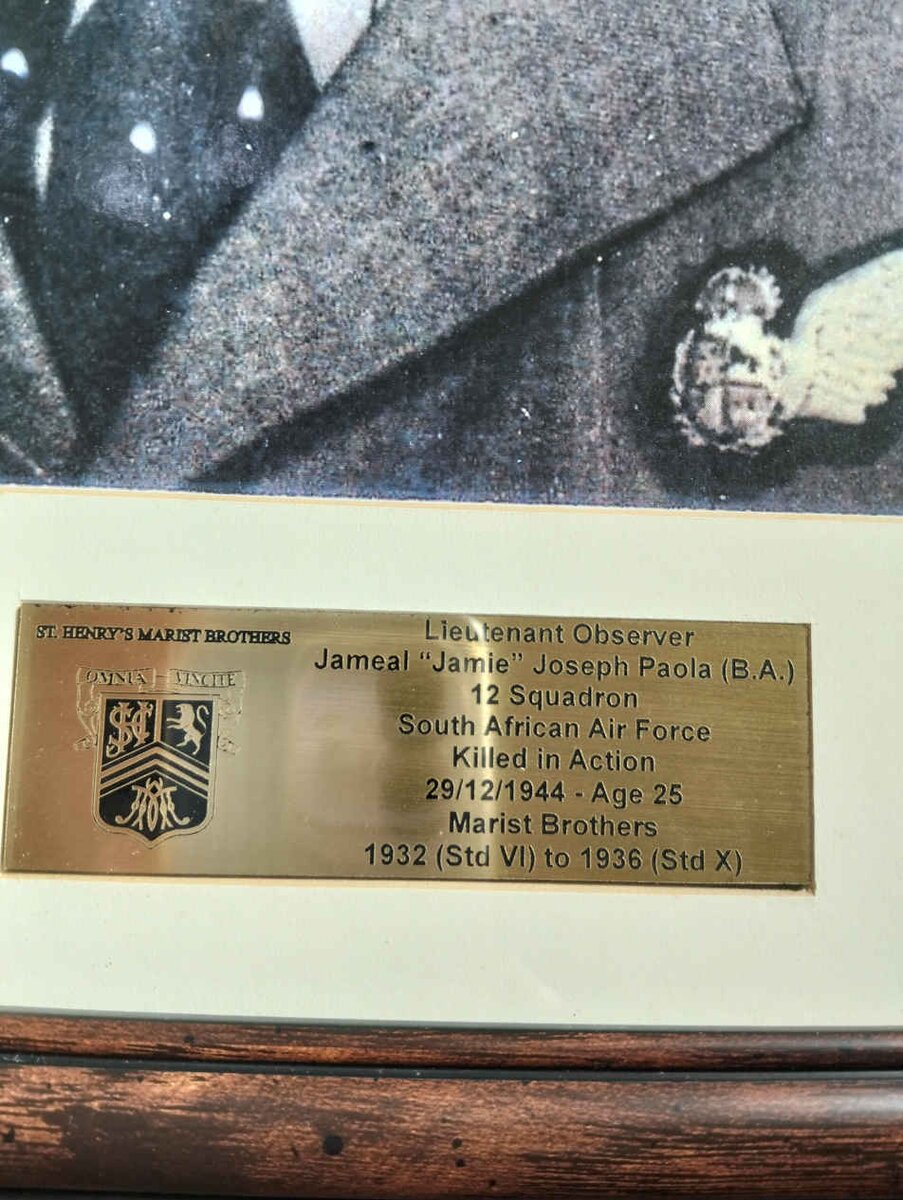 ST. HENRY'S MARIST BROTHERS
OMNIA VINCITE
Lieutenant Observer
Jameal “Jamie” Joseph Paola (B.A.)
12 Squadron
South African Air Force
Killed in Action
29/12/1944 - Age 25
Marist Brothers
1932 (Std VI) to 1936 (Std X)